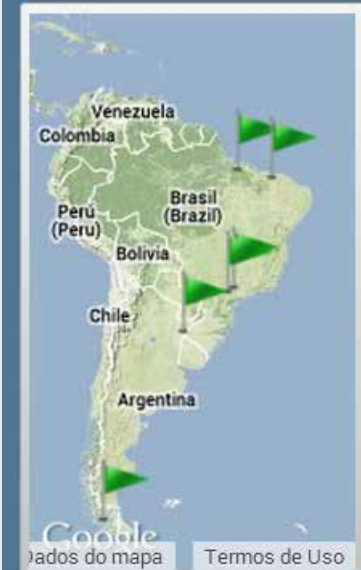 Venezuela
Colombia
Brasil
(Brazil)
Perú
(Peru)
Bolivia
Chile
Argentina
Google
Dados do mapa
Termos de Uso